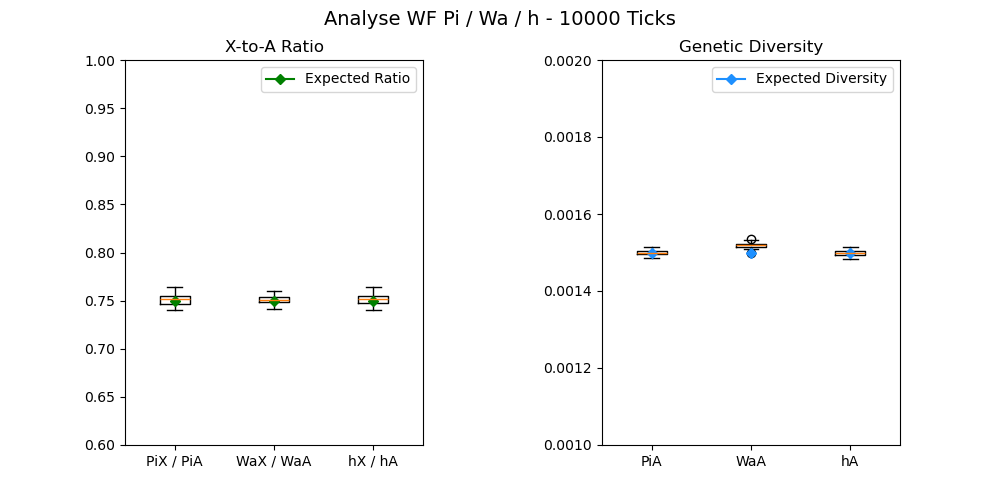 Analyse WF Pi / Wa / h - 10000 Ticks
X-to-A Ratio
1.00
0.95
0.90
0.85
0.80
0.75
0.70
0.65
0.60
Expected Ratio
PiX / PiA
WaX / WaA
hX / hA
Genetic Diversity
0.0020
0.0018
0.0016
0.0014
0.0012
0.0010
Expected Diversity
PiA
WaA
hA